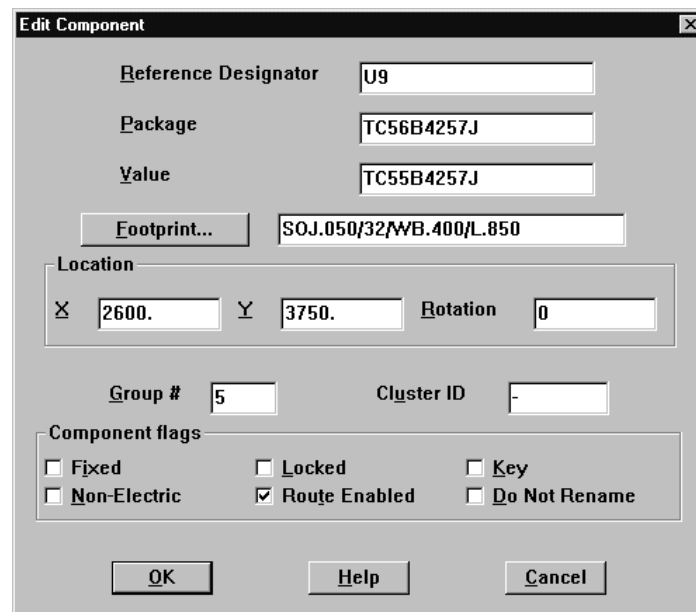 Edit Component
Reference Designator U9
Package TC56B4257J
Value TC55B4257J
Footprint... SOJ.050/32/WB.400/L.850
Location
X 2600. Y 3750. Rotation 0
Group # 5 Cluster ID -
Component flags
Fixed Locked Key
Non-Electric Route Enabled Do Not Rename
OK Help Cancel